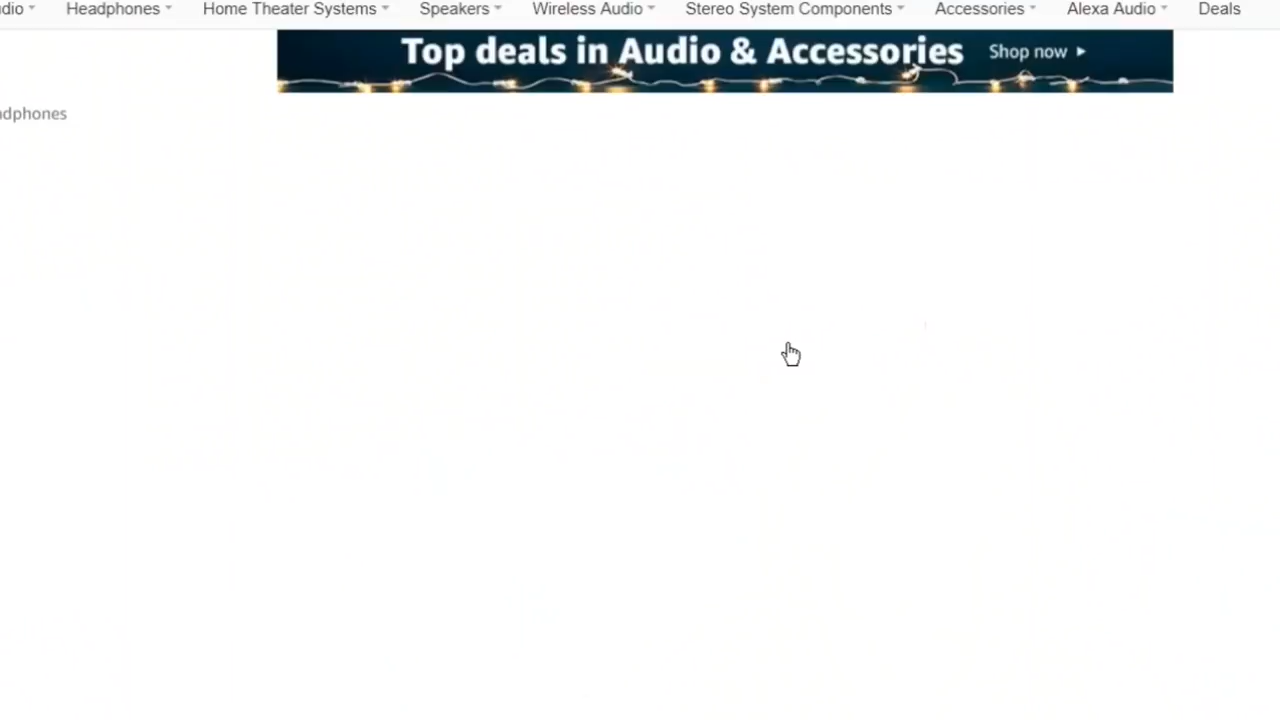 dio Headphones Home Theater Systems Speakers Wireless Audio Stereo System Components Accessories Alexa Audio Deals
Top deals in Audio & Accessories Shop now
dphones